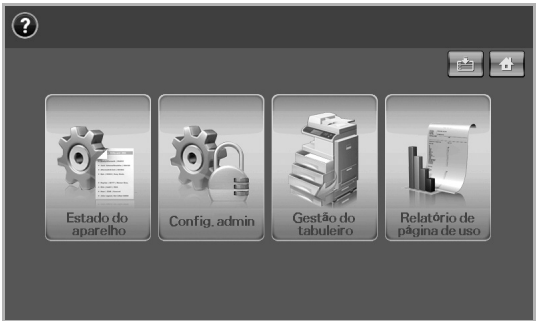 ?
Estado do
aparelho
Config. admin
Gestão do
tabuleiro
Relatório de
página de uso